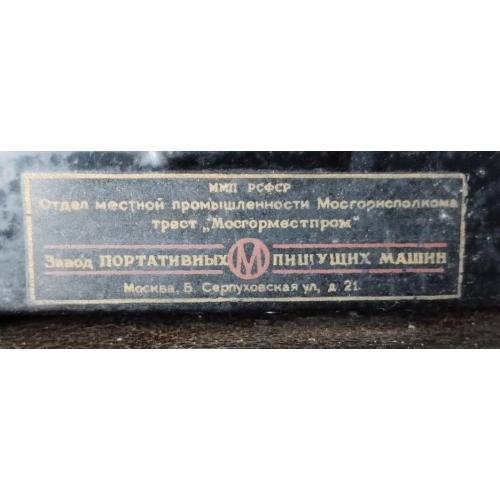 ММП РСФСР
Отдел местной промышленности Мосгорисполкома
трест „Мосгорместпром"
Завод ПОРТАТИВНЫХ М ПИШУЩИХ МАШИН
Москва, Б. Серпуховская ул, д. 21.